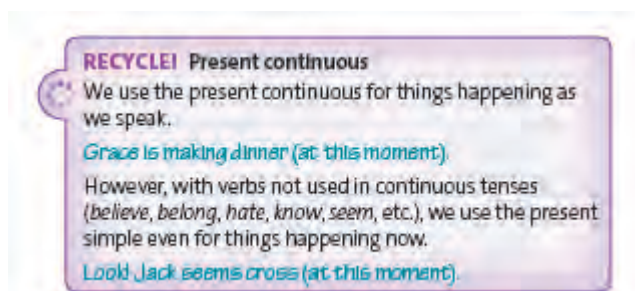 RECYCLE! Present continuous
We use the present continuous for things happening as
we speak.
Grace is making dinner (at this moment).
However, with verbs not used in continuous tenses
(believe, belong, hate, know, seem, etc.), we use the present
simple even for things happening now.
Look! Jack seems cross (at this moment).